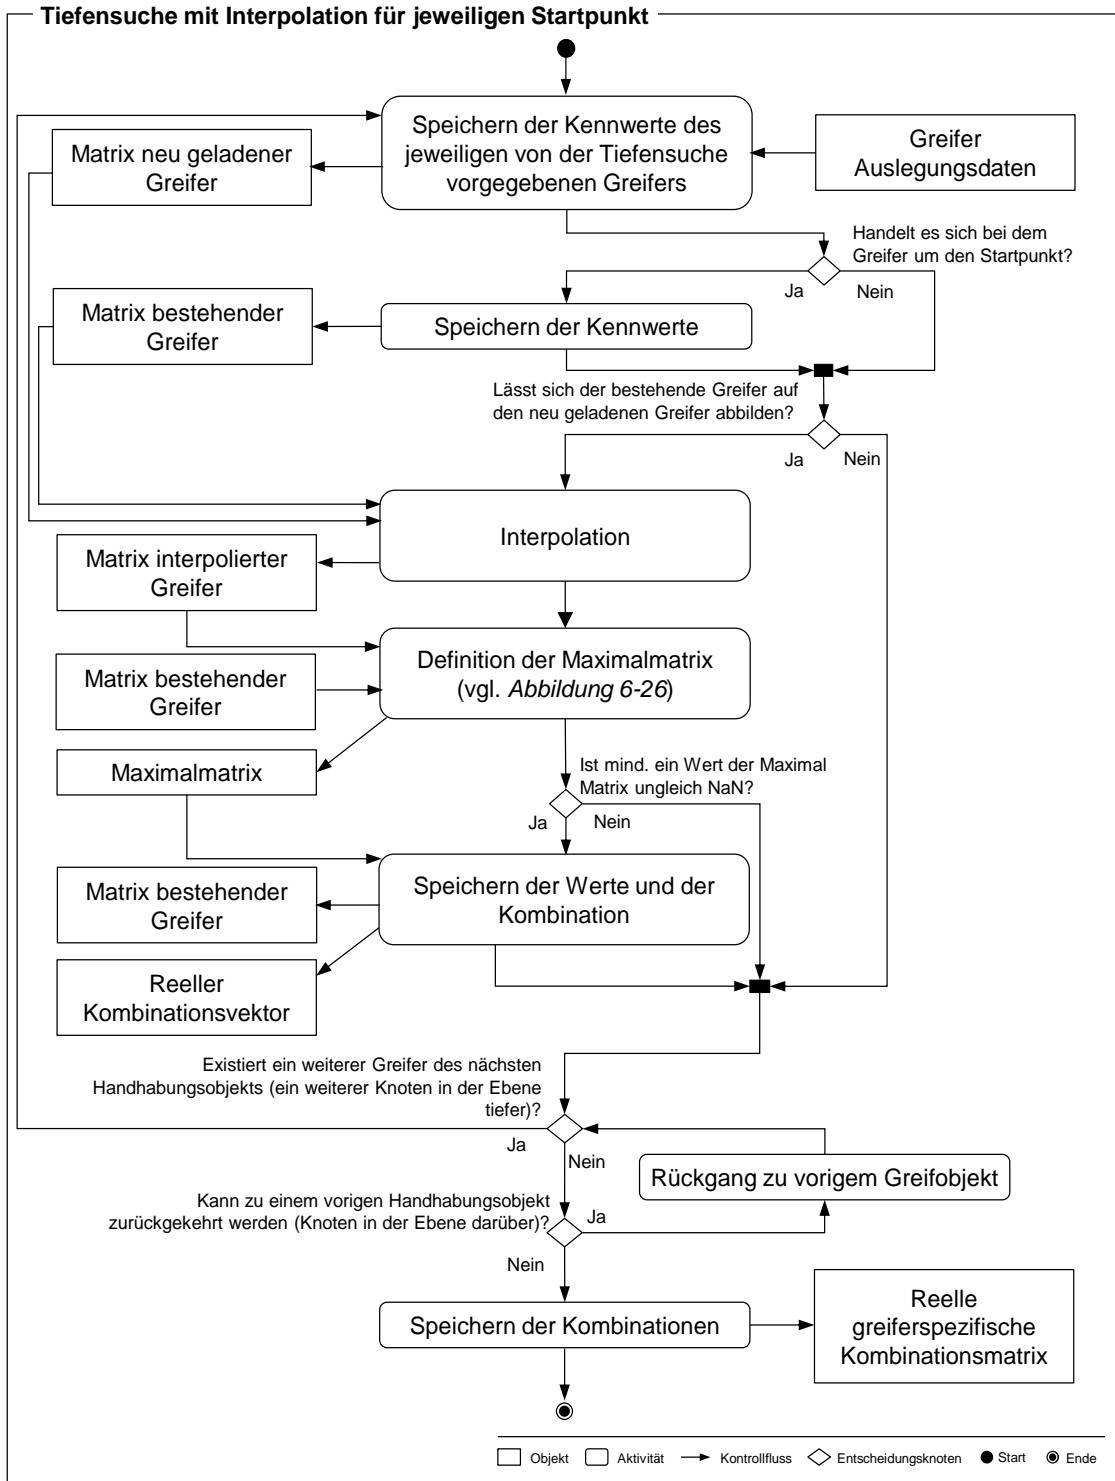 Tiefensuche mit Interpolation für jeweiligen Startpunkt
Speichern der Kennwerte des
jeweiligen von der Tiefensuche
vorgegebenen Greifers
Matrix neu geladener
Greifer
Greifer
Auslegungsdaten
Handelt es sich bei dem
Greifer um den Startpunkt?
Ja
Nein
Matrix bestehender
Greifer
Speichern der Kennwerte
Lässt sich der bestehende Greifer auf
den neu geladenen Greifer abbilden?
Ja
Nein
Interpolation
Matrix interpolierter
Greifer
Definition der Maximalmatrix
(vgl. Abbildung 6-26)
Matrix bestehender
Greifer
Maximalmatrix
Ist mind. ein Wert der Maximal
Matrix ungleich NaN?
Ja
Nein
Speichern der Werte und der
Kombination
Matrix bestehender
Greifer
Reeller
Kombinationsvektor
Existiert ein weiterer Greifer des nächsten
Handhabungsobjekts (ein weiterer Knoten in der Ebene
tiefer)?
Ja
Nein
Rückgang zu vorigem Greifobjekt
Kann zu einem vorigen Handhabungsobjekt
zurückgekehrt werden (Knoten in der Ebene darüber)?
Ja
Nein
Speichern der Kombinationen
Reelle
greiferspezifische
Kombinationsmatrix
Objekt
Aktivität
Kontrollfluss
Entscheidungsknoten
Start
Ende